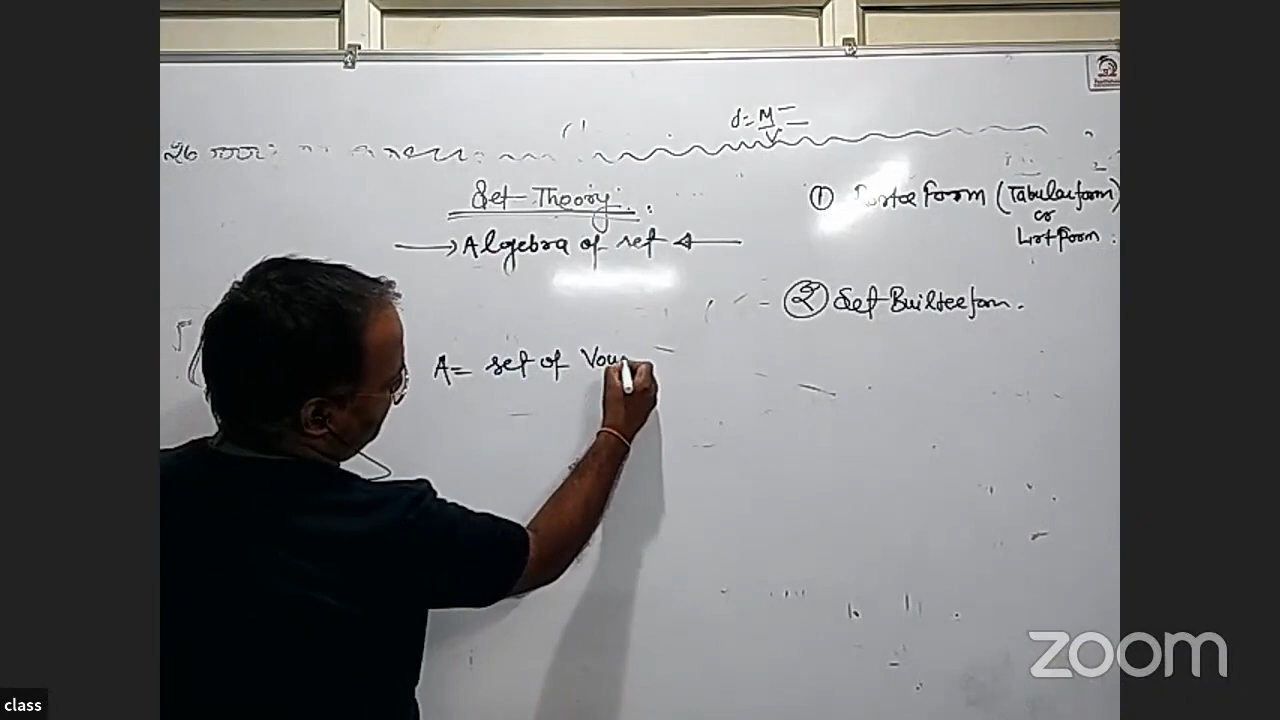 d = M/V
Set Theory
Algebra of set
① Form (Tabular form)
or
List Form :
② Set Builder form.
A = set of Vow
ZOOM
class